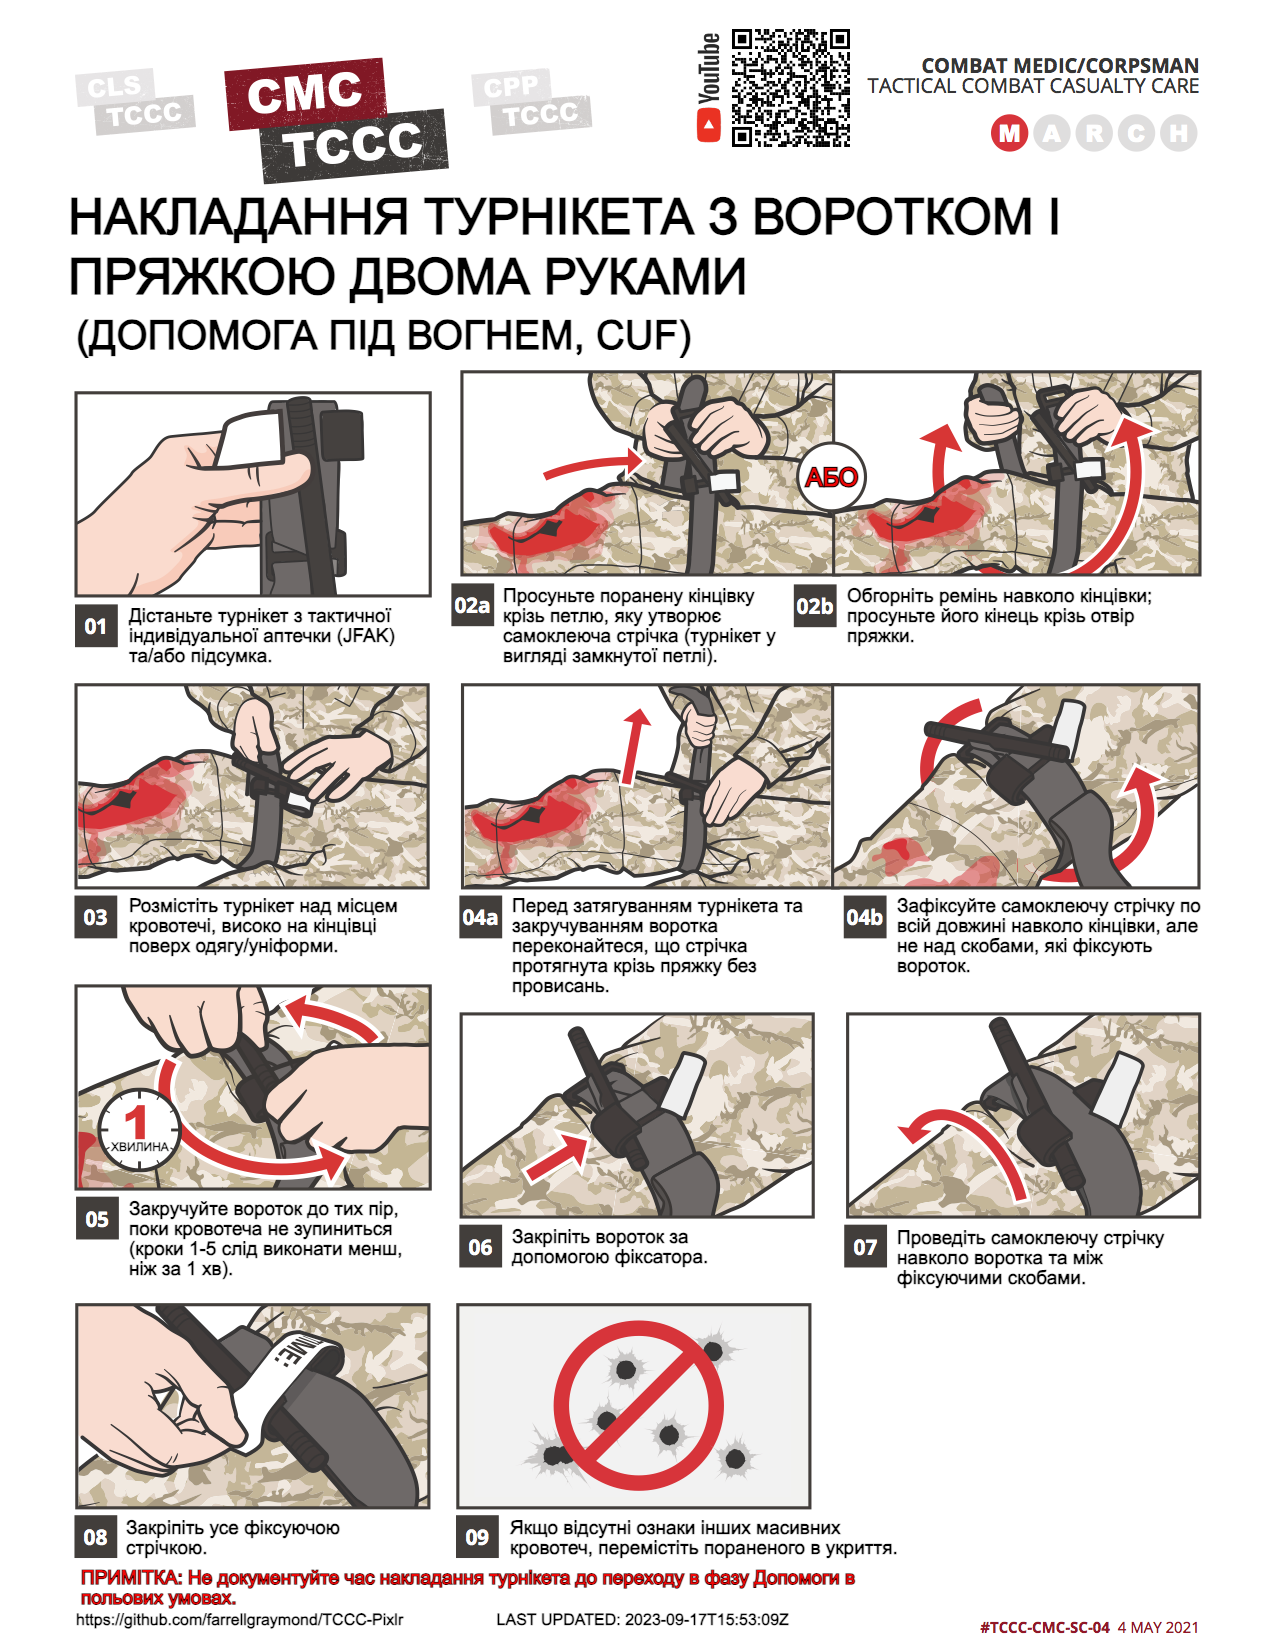 CLS
TCCC
CMC
TCCC
CPP
TCCC
YouTube
COMBAT MEDIC/CORPSMAN
TACTICAL COMBAT CASUALTY CARE
M A R C H
НАКЛАДАННЯ ТУРНІКЕТА З ВОРОТКОМ І
ПРЯЖКОЮ ДВОМА РУКАМИ
(ДОПОМОГА ПІД ВОГНЕМ, CUF)
АБО
01
Дістаньте турнікет з тактичної
індивідуальної аптечки (JFAK)
та/або підсумка.
02a
Просуньте поранену кінцівку
крізь петлю, яку утворює
самоклеюча стрічка (турнікет у
вигляді замкнутої петлі).
02b
Обгорніть ремінь навколо кінцівки;
просуньте його кінець крізь отвір
пряжки.
03
Розмістіть турнікет над місцем
кровотечі, високо на кінцівці
поверх одягу/уніформи.
04a
Перед затягуванням турнікета та
закручуванням воротка
переконайтеся, що стрічка
протягнута крізь пряжку без
провисань.
04b
Зафіксуйте самоклеючу стрічку по
всій довжині навколо кінцівки, але
не над скобами, які фіксують
вороток.
1
ХВИЛИНА
05
Закручуйте вороток до тих пір,
поки кровотеча не зупиниться
(кроки 1-5 слід виконати менш,
ніж за 1 хв).
06
Закріпіть вороток за
допомогою фіксатора.
07
Проведіть самоклеючу стрічку
навколо воротка та між
фіксуючими скобами.
TIME:
08
Закріпіть усе фіксуючою
стрічкою.
09
Якщо відсутні ознаки інших масивних
кровотеч, перемістіть пораненого в укриття.
ПРИМІТКА: Не документуйте час накладання турнікета до переходу в фазу Допомоги в
польових умовах.
https://github.com/farrellgraymond/TCCC-Pixlr
LAST UPDATED: 2023-09-17T15:53:09Z
#TCCC-CMC-SC-04 4 MAY 2021